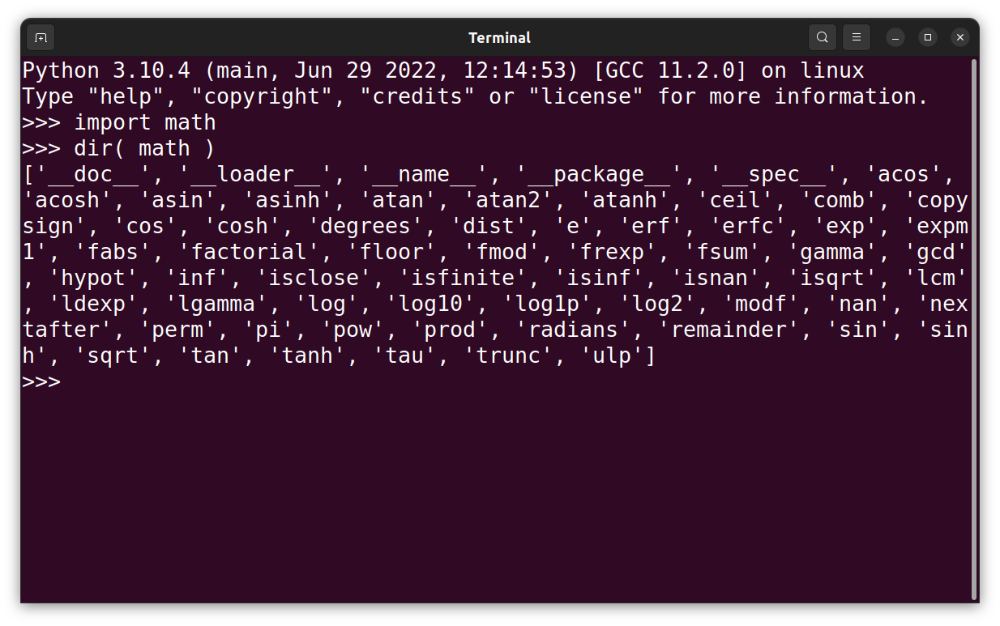 Terminal
Python 3.10.4 (main, Jun 29 2022, 12:14:53) [GCC 11.2.0] on linux
Type "help", "copyright", "credits" or "license" for more information.
>>> import math
>>> dir( math )
['__doc__', '__loader__', '__name__', '__package__', '__spec__', 'acos',
'acosh', 'asin', 'asinh', 'atan', 'atan2', 'atanh', 'ceil', 'comb', 'copy
sign', 'cos', 'cosh', 'degrees', 'dist', 'e', 'erf', 'erfc', 'exp', 'expm
1', 'fabs', 'factorial', 'floor', 'fmod', 'frexp', 'fsum', 'gamma', 'gcd'
, 'hypot', 'inf', 'isclose', 'isfinite', 'isinf', 'isnan', 'isqrt', 'lcm'
, 'ldexp', 'lgamma', 'log', 'log10', 'log1p', 'log2', 'modf', 'nan', 'nex
tafter', 'perm', 'pi', 'pow', 'prod', 'radians', 'remainder', 'sin', 'sin
h', 'sqrt', 'tan', 'tanh', 'tau', 'trunc', 'ulp']
>>>